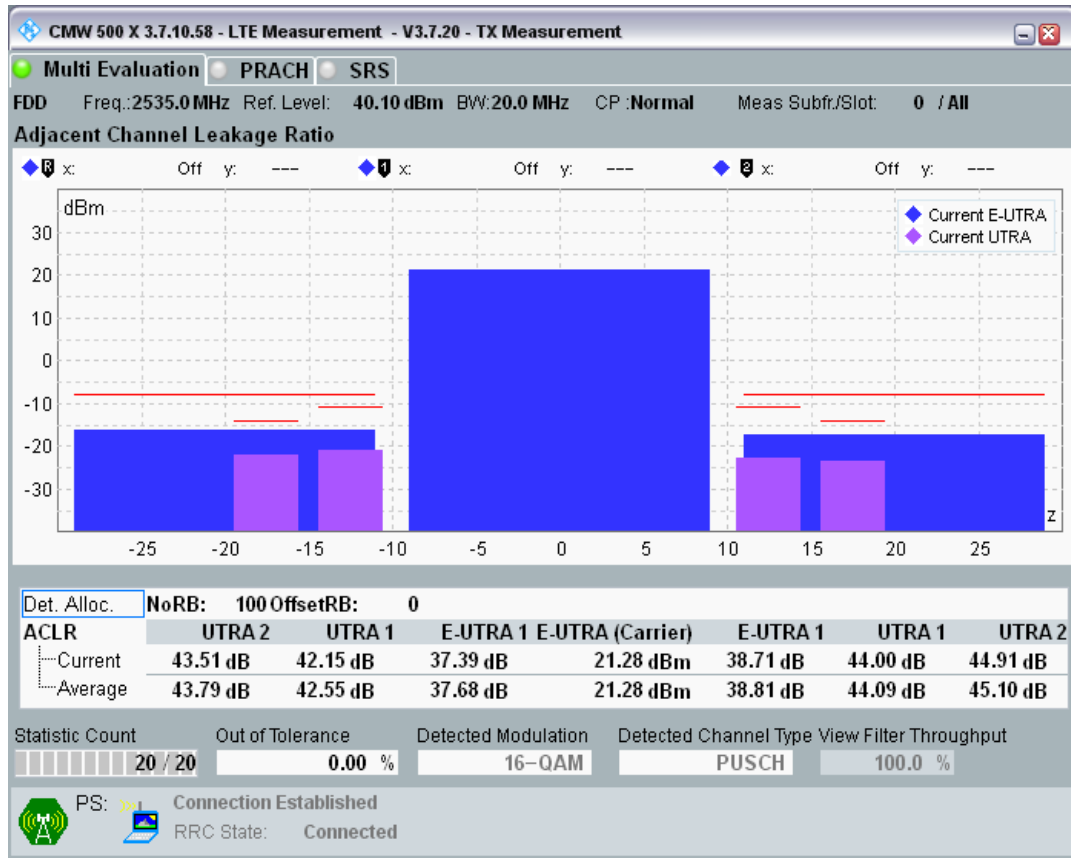 CMW 500 X 3.7.10.58 - LTE Measurement - V3.7.20 - TX Measurement
Multi Evaluation PRACH SRS
FDD Freq.:2535.0 MHz Ref. Level: 40.10 dBm BW:20.0 MHz CP :Normal Meas Subfr./Slot: 0 / All
Adjacent Channel Leakage Ratio
R x: Off y: --- 1 x: Off y: --- 2 x: Off y: ---
dBm
Current E-UTRA
Current UTRA
30
20
10
0
-10
-20
-30
z
-25 -20 -15 -10 -5 0 5 10 15 20 25
Det. Alloc. NoRB: 100 OffsetRB: 0
ACLR UTRA 2 UTRA 1 E-UTRA 1 E-UTRA (Carrier) E-UTRA 1 UTRA 1 UTRA 2
Current 43.51 dB 42.15 dB 37.39 dB 21.28 dBm 38.71 dB 44.00 dB 44.91 dB
Average 43.79 dB 42.55 dB 37.68 dB 21.28 dBm 38.81 dB 44.09 dB 45.10 dB
Statistic Count Out of Tolerance Detected Modulation Detected Channel Type View Filter Throughput
20 / 20 0.00 % 16-QAM PUSCH 100.0 %
PS: Connection Established
RRC State: Connected